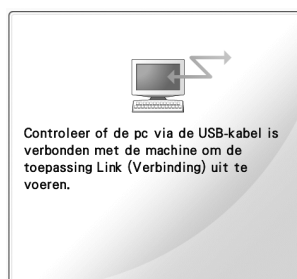 Controleer of de pc via de USB-kabel is
verbonden met de machine om de
toepassing Link (Verbinding) uit te
voeren.